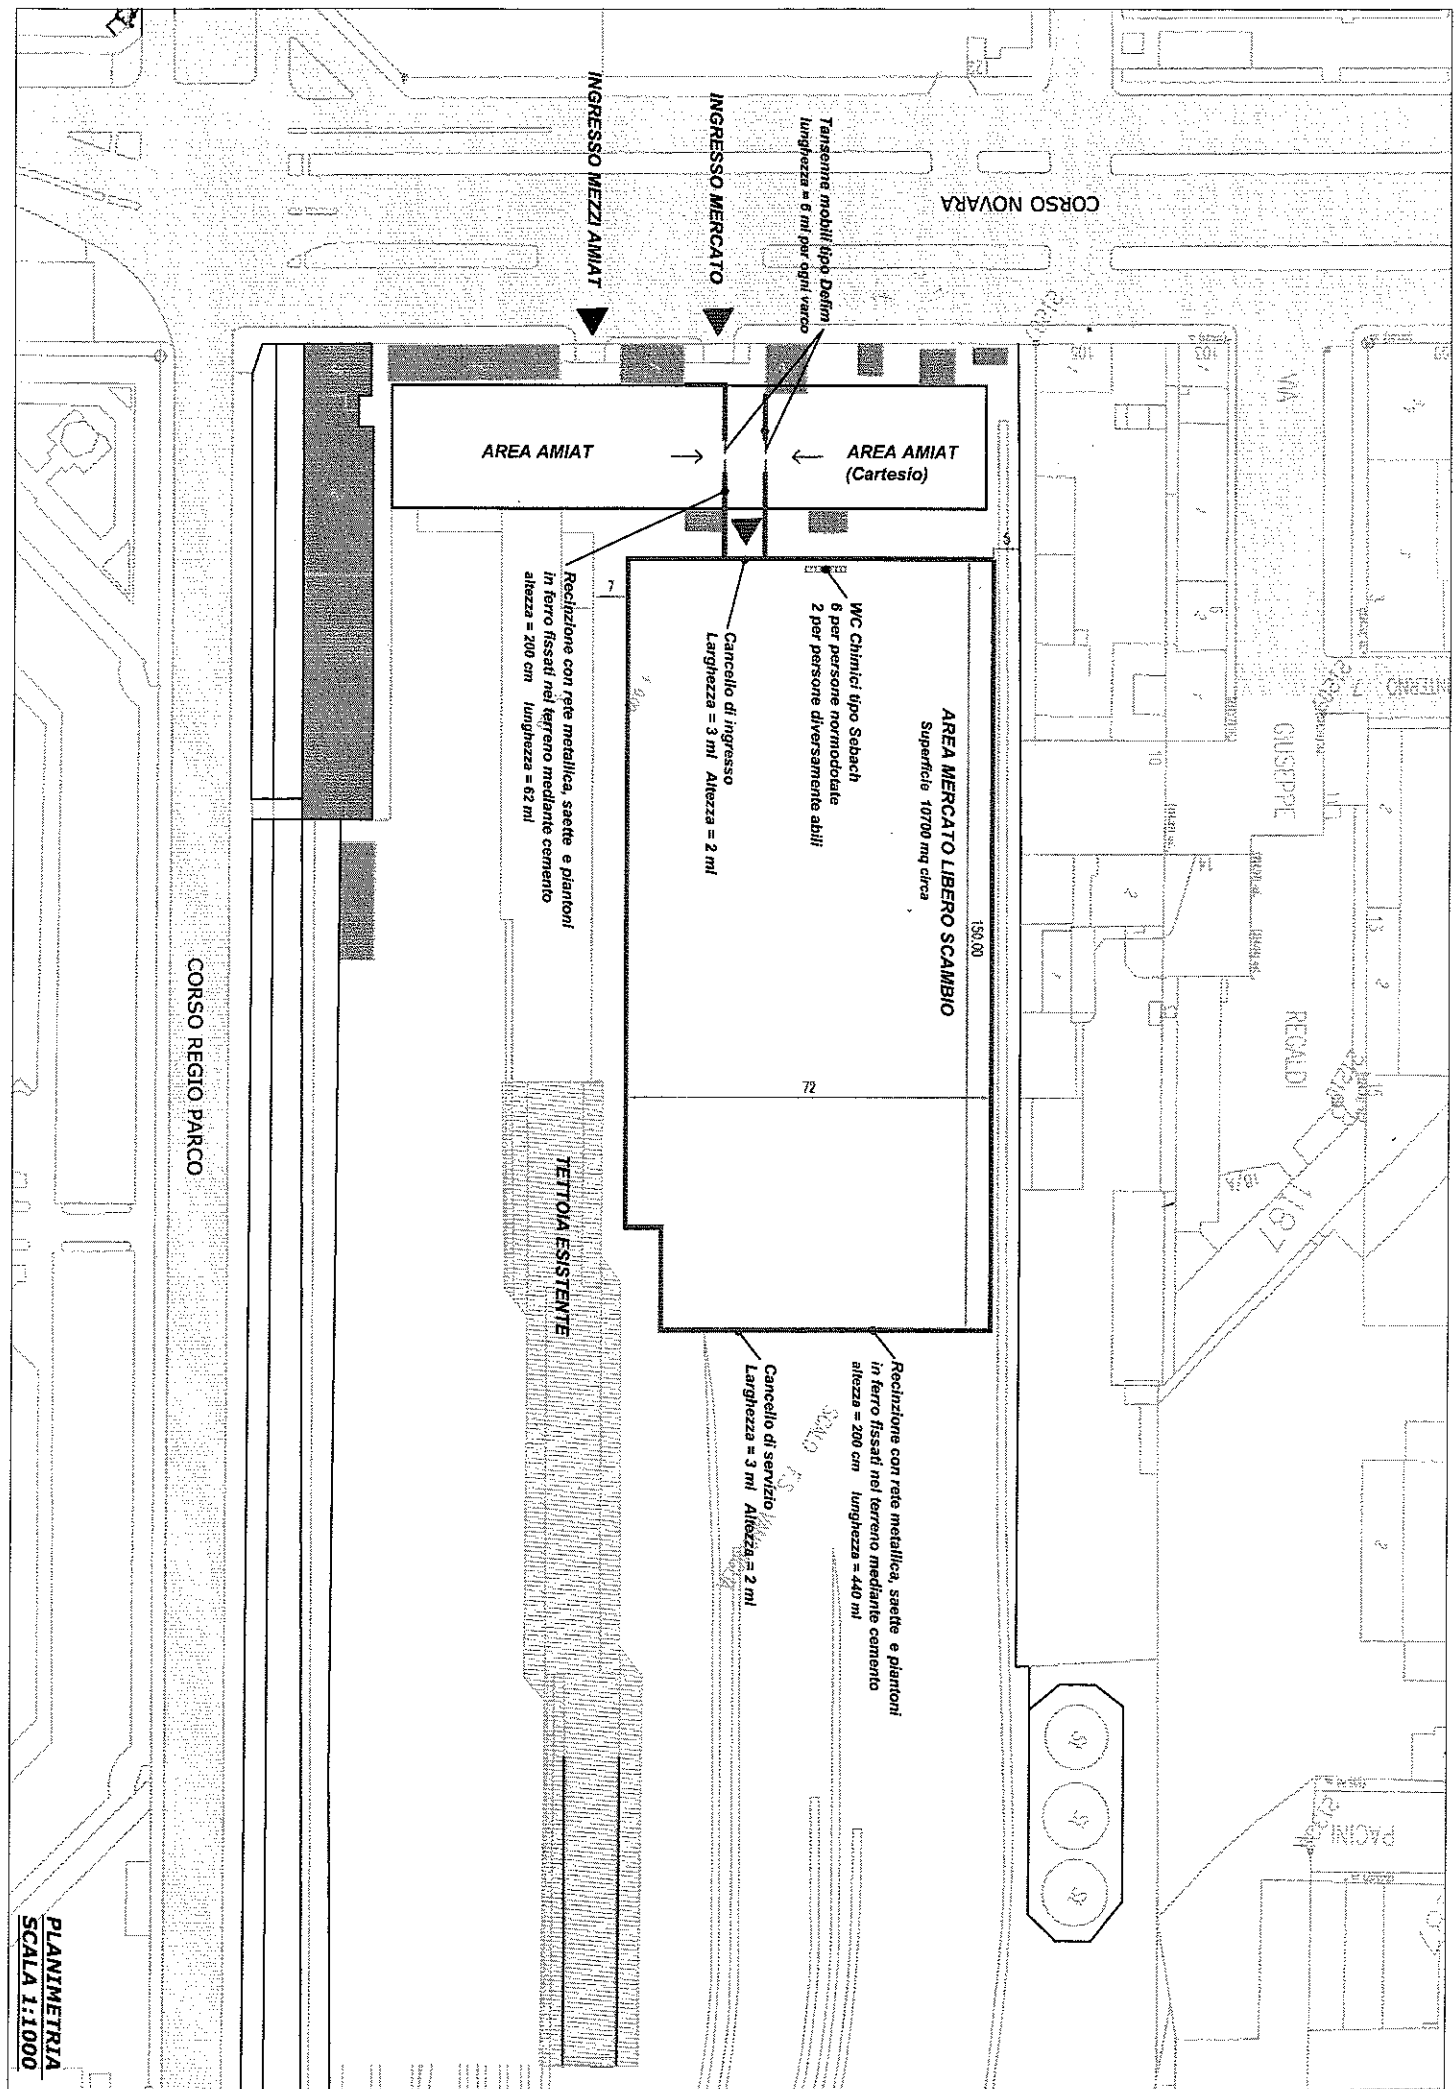 CORSO NOVARA
INGRESSO MEZZI AMIAT
INGRESSO MERCATO
Tansenne mobili tipo Defim
lunghezza = 6 ml per ogni varco
AREA AMIAT
AREA AMIAT
(Cartesio)
Recinzione con rete metallica, saette e piantoni
in ferro fissati nel terreno mediante cemento
altezza = 200 cm lunghezza = 62 ml
Cancello di ingresso
Larghezza = 3 ml Altezza = 2 ml
WC Chimici tipo Sebach
6 per persone normodotate
2 per persone diversamente abili
AREA MERCATO LIBERO SCAMBIO
Superficie 10700 mq circa
150.00
72
7
5
TETTOIA ESISTENTE
Cancello di servizio
Larghezza = 3 ml Altezza = 2 ml
Recinzione con rete metallica, saette e piantoni
in ferro fissati nel terreno mediante cemento
altezza = 200 cm lunghezza = 440 ml
SCALO F.S.
CORSO REGIO PARCO
VIA
GIUSEPPE
REGALDI
INTERNO 7
PACINI
PLANIMETRIA
SCALA 1:1000